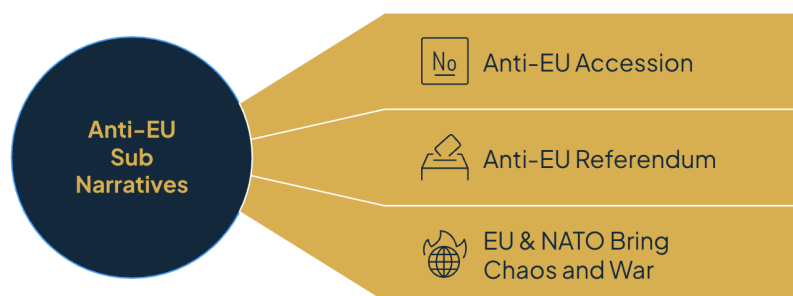 Anti-EU
Sub
Narratives
No
Anti-EU Accession
Anti-EU Referendum
EU & NATO Bring
Chaos and War